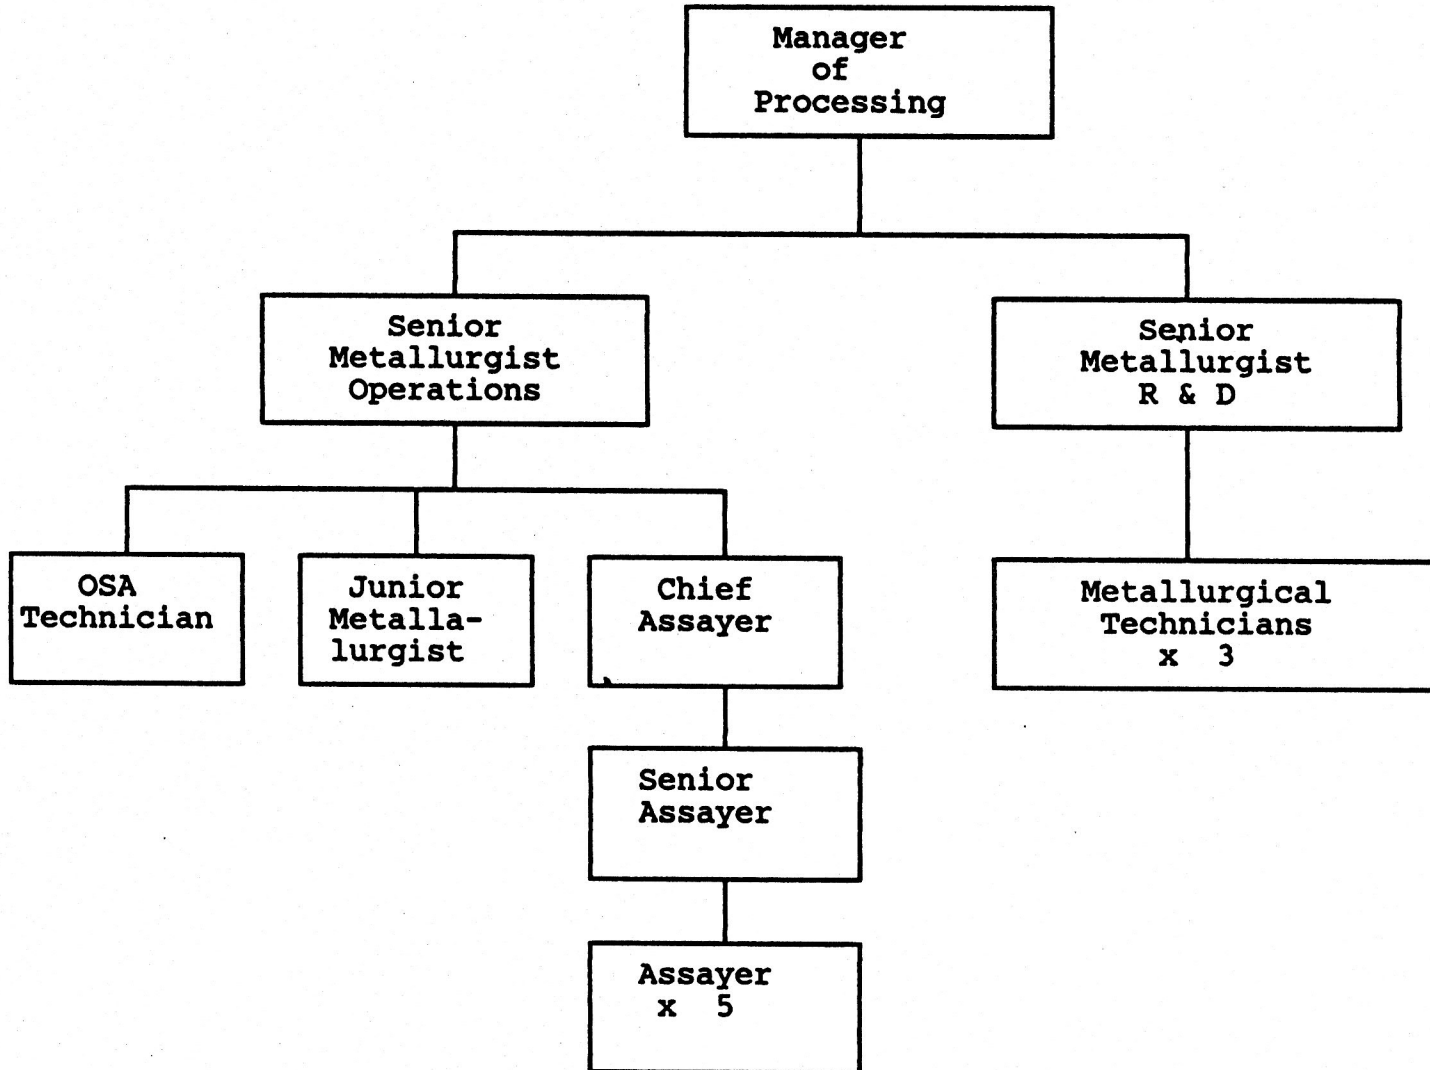 Manager
of
Processing
Senior
Metallurgist
Operations
Senior
Metallurgist
R & D
OSA
Technician
Junior
Metalla-
lurgist
Chief
Assayer
Metallurgical
Technicians
x 3
Senior
Assayer
Assayer
x 5